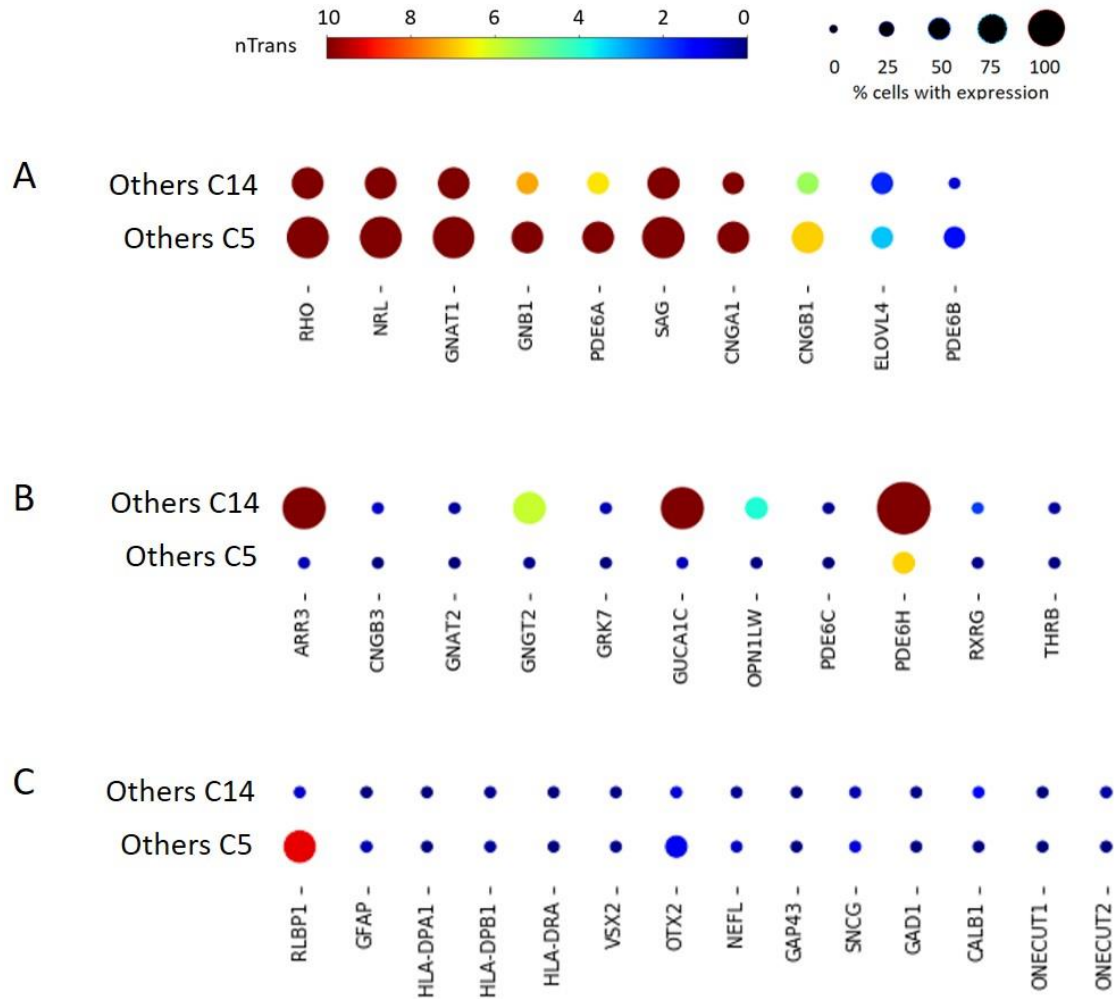 10 8 6 4 2 0
nTrans
0 25 50 75 100
% cells with expression
A
Others C14
Others C5
RHO NRL GNAT1 GNB1 PDE6A SAG CNGA1 CNGB1 ELOVL4 PDE6B
B
Others C14
Others C5
ARR3 CNGB3 GNAT2 GNGT2 GRK7 GUCA1C OPN1LW PDE6C PDE6H RXRG THRB
C
Others C14
Others C5
RLBP1 GFAP HLA-DPA1 HLA-DPB1 HLA-DRA VSX2 OTX2 NEFL GAP43 SNCG GAD1 CALB1 ONECUT1 ONECUT2